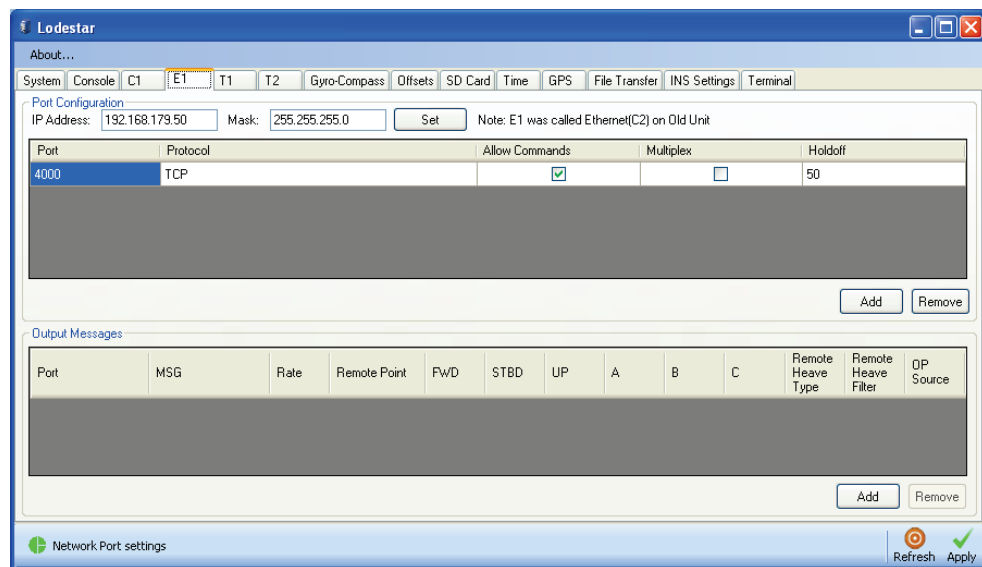 Lodestar
About...
System Console C1 E1 T1 T2 Gyro-Compass Offsets SD Card Time GPS File Transfer INS Settings Terminal
Port Configuration
IP Address: 192.168.179.50 Mask: 255.255.255.0 Set Note: E1 was called Ethernet(C2) on Old Unit
Port Protocol Allow Commands Multiplex Holdoff
4000 TCP 50
Add Remove
Output Messages
Port MSG Rate Remote Point FWD STBD UP A B C Remote Heave Type Remote Heave Filter OP Source
Add Remove
Network Port settings
Refresh Apply